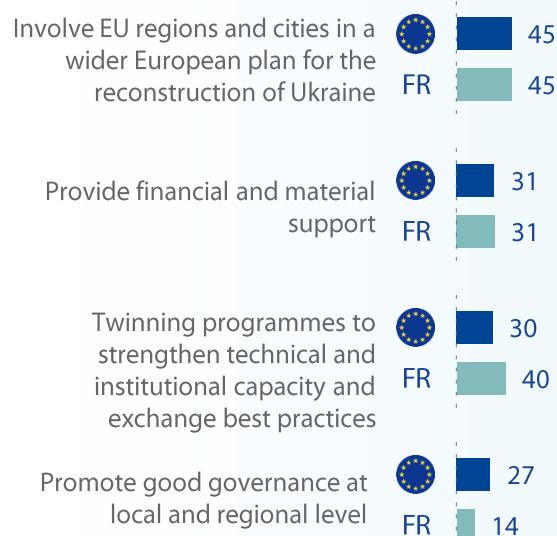 Involve EU regions and cities in a
wider European plan for the
reconstruction of Ukraine
45
FR
45
Provide financial and material
support
31
FR
31
Twinning programmes to
strengthen technical and
institutional capacity and
exchange best practices
30
FR
40
Promote good governance at
local and regional level
27
FR
14